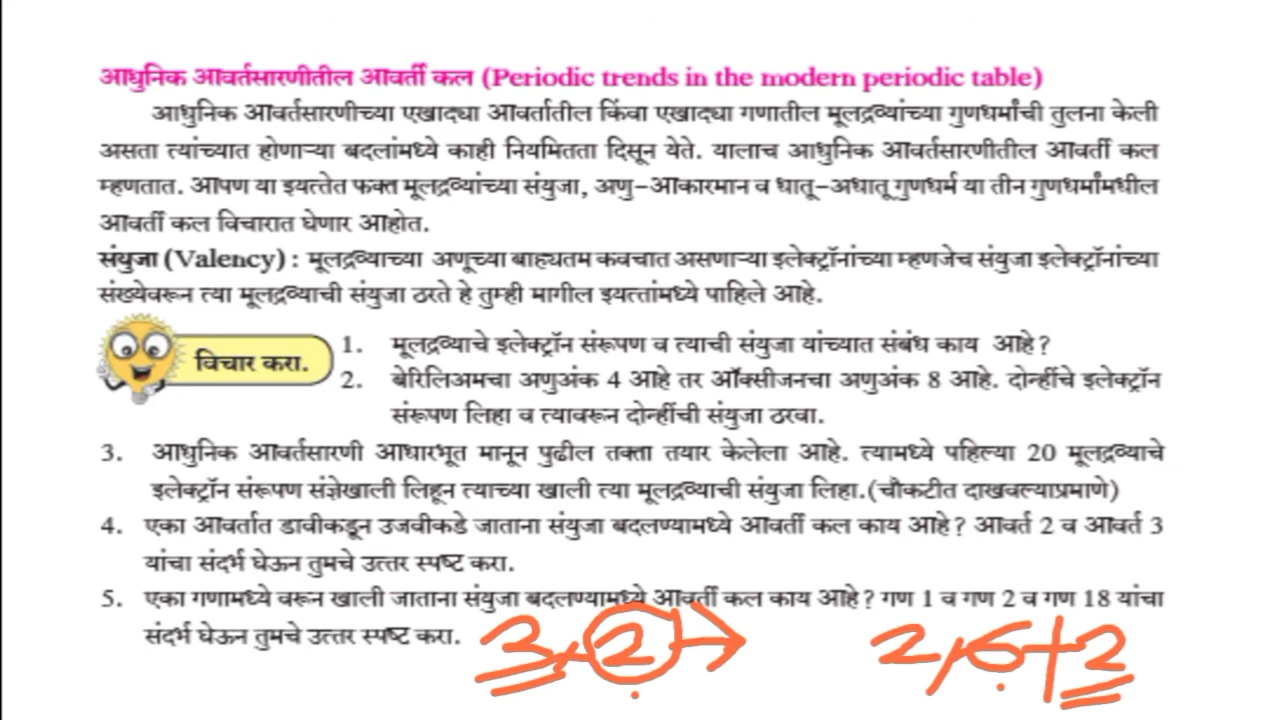 आधुनिक आवर्तसारणीतील आवर्ती कल (Periodic trends in the modern periodic table)
आधुनिक आवर्तसारणीच्या एखाद्या आवर्तातील किंवा एखाद्या गणातील मूलद्रव्यांच्या गुणधर्मांची तुलना केली
असता त्यांच्यात होणाऱ्या बदलांमध्ये काही नियमितता दिसून येते. यालाच आधुनिक आवर्तसारणीतील आवर्ती कल
म्हणतात. आपण या इयत्तेत फक्त मूलद्रव्यांच्या संयुजा, अणु-आकारमान व धातू-अधातू गुणधर्म या तीन गुणधर्मांमधील
आवर्ती कल विचारात घेणार आहोत.
संयुजा (Valency) : मूलद्रव्याच्या अणूच्या बाह्यतम कवचात असणाऱ्या इलेक्ट्रॉनांच्या म्हणजेच संयुजा इलेक्ट्रॉनांच्या
संख्येवरून त्या मूलद्रव्याची संयुजा ठरते हे तुम्ही मागील इयत्तांमध्ये पाहिले आहे.
विचार करा.
1. मूलद्रव्याचे इलेक्ट्रॉन संरूपण व त्याची संयुजा यांच्यात संबंध काय आहे?
2. बेरिलिअमचा अणुअंक 4 आहे तर ऑक्सीजनचा अणुअंक 8 आहे. दोन्हींचे इलेक्ट्रॉन
संरूपण लिहा व त्यावरून दोन्हींची संयुजा ठरवा.
3. आधुनिक आवर्तसारणी आधारभूत मानून पुढील तक्ता तयार केलेला आहे. त्यामध्ये पहिल्या 20 मूलद्रव्याचे
इलेक्ट्रॉन संरूपण संज्ञेखाली लिहून त्याच्या खाली त्या मूलद्रव्याची संयुजा लिहा.(चौकटीत दाखवल्याप्रमाणे)
4. एका आवर्तात डावीकडून उजवीकडे जाताना संयुजा बदलण्यामध्ये आवर्ती कल काय आहे? आवर्त 2 व आवर्त 3
यांचा संदर्भ घेऊन तुमचे उत्तर स्पष्ट करा.
5. एका गणामध्ये वरून खाली जाताना संयुजा बदलण्यामध्ये आवर्ती कल काय आहे? गण 1 व गण 2 व गण 18 यांचा
संदर्भ घेऊन तुमचे उत्तर स्पष्ट करा.
3, 2 → 2, 6 + 2